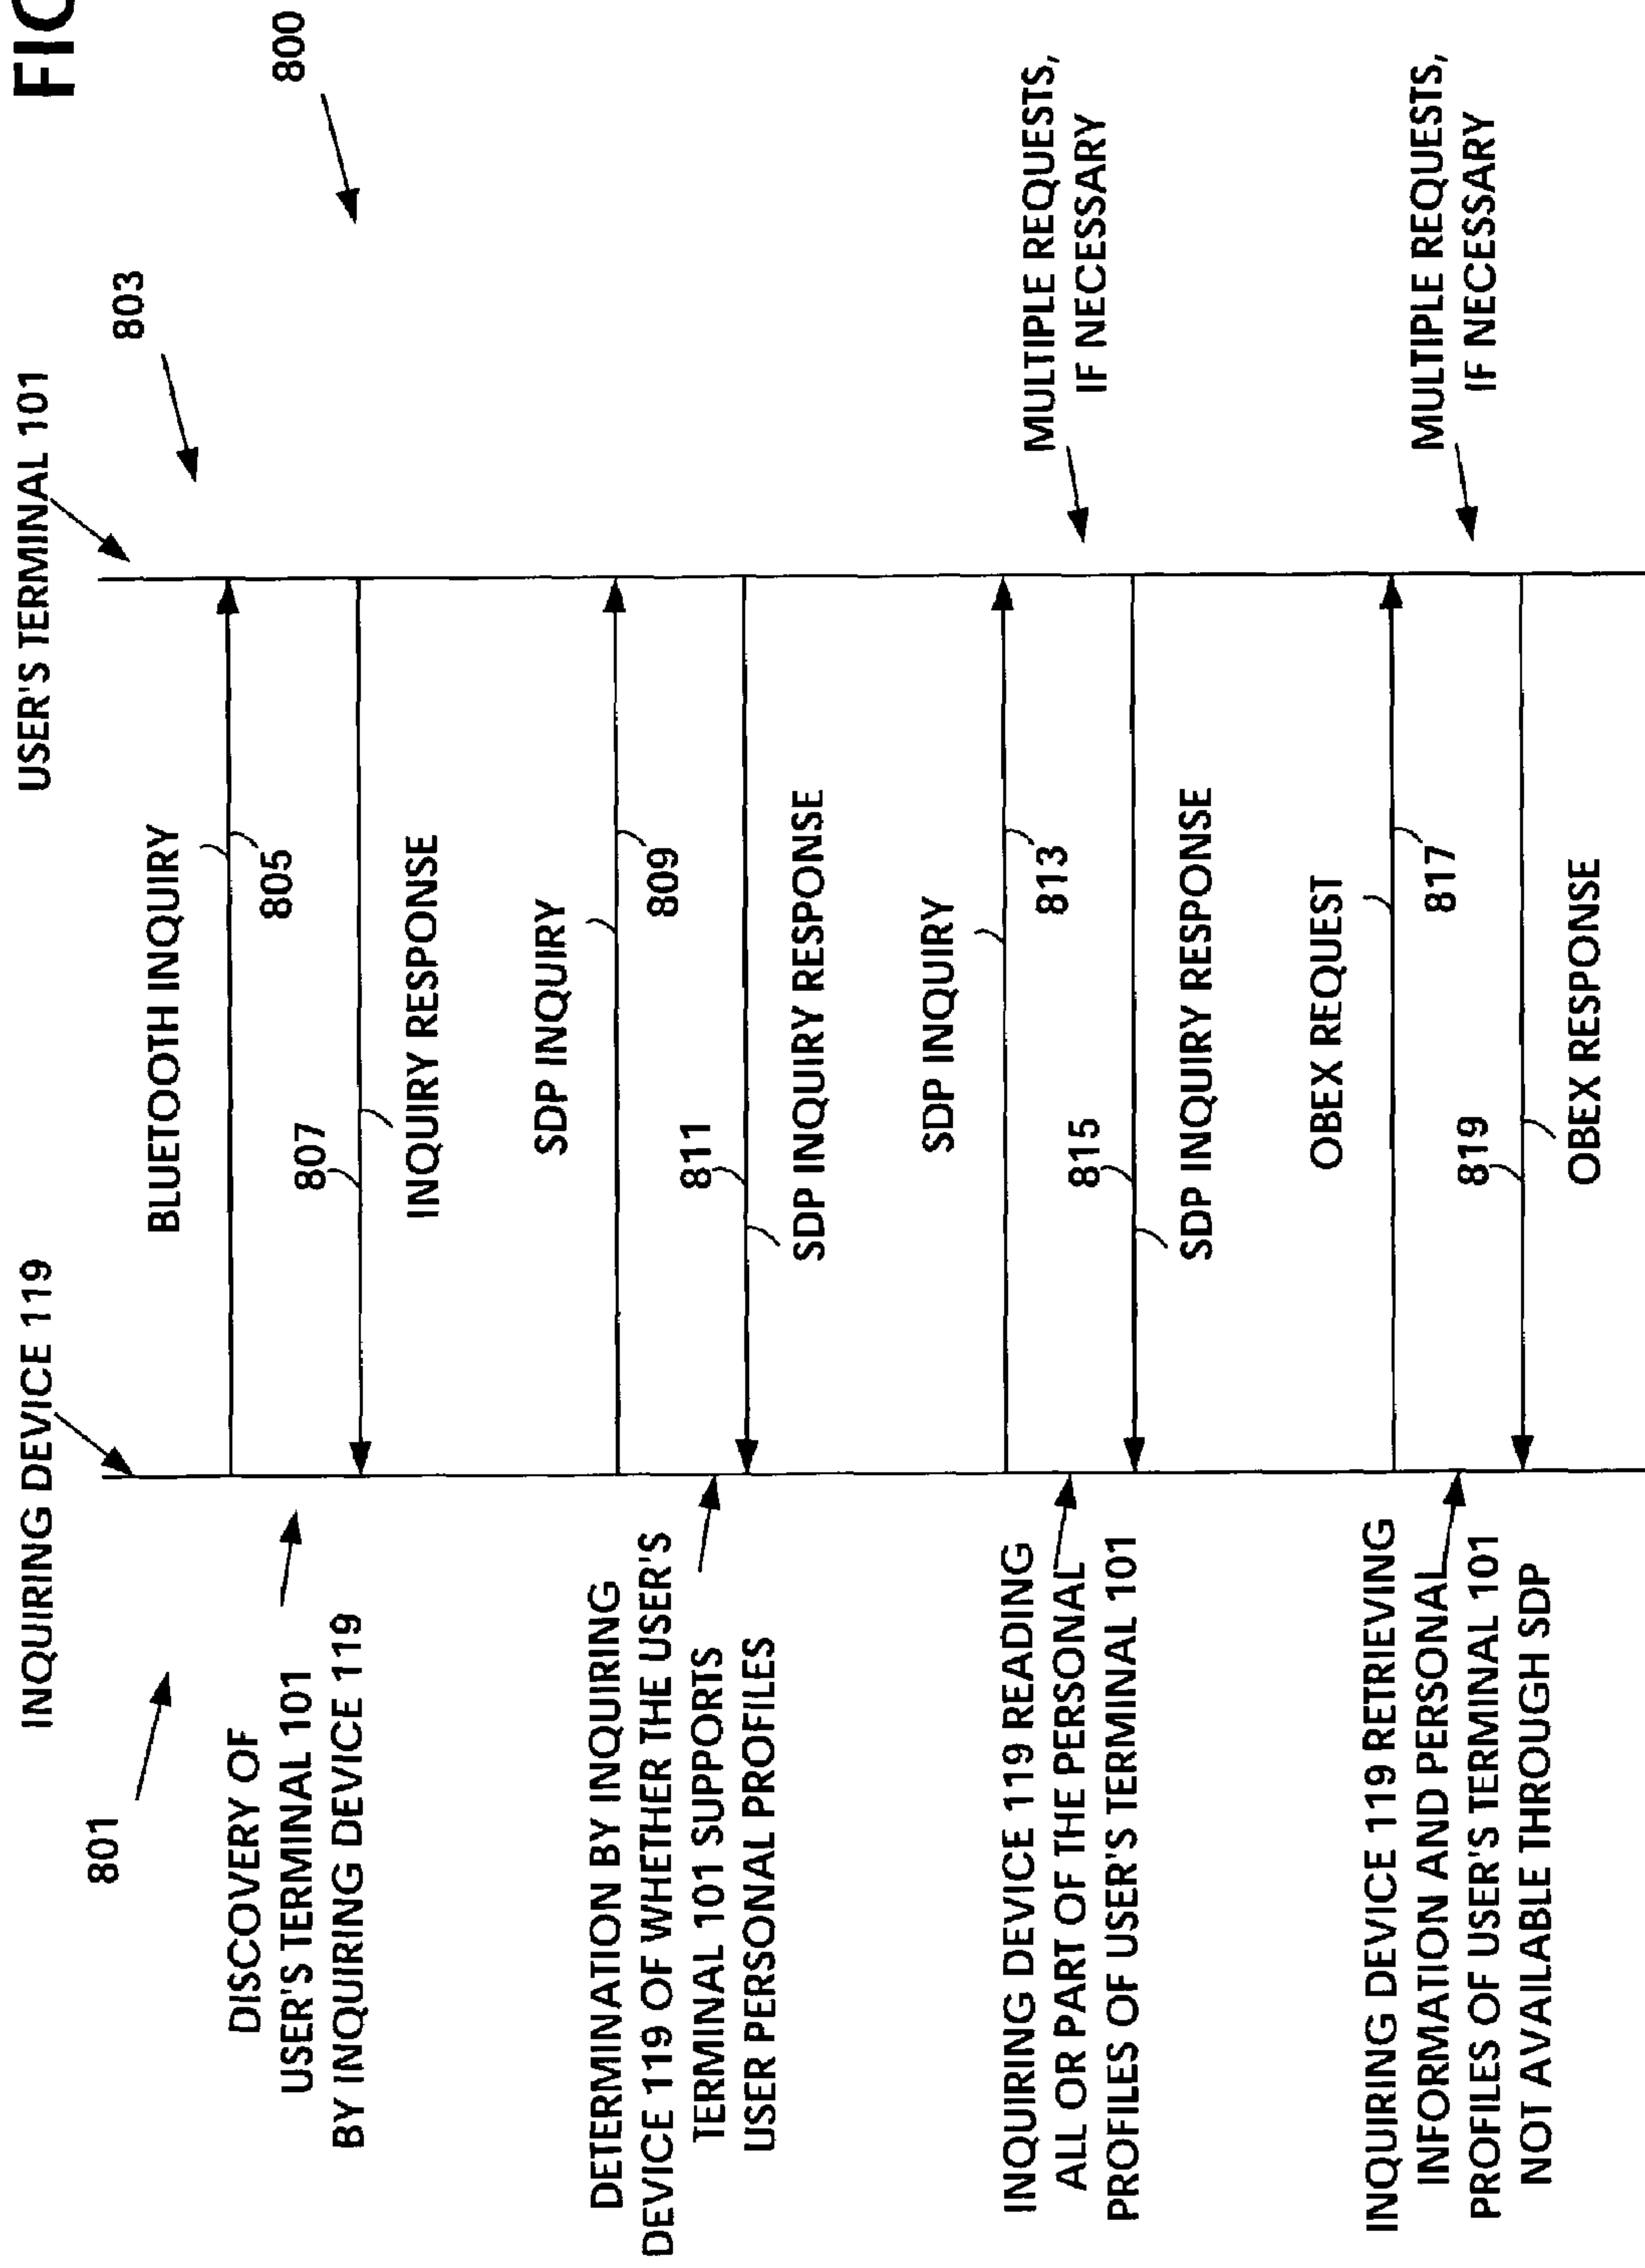 FIG
800
INQUIRING DEVICE 119
USER'S TERMINAL 101
801
803
DISCOVERY OF
USER'S TERMINAL 101
BY INQUIRING DEVICE 119
BLUETOOTH INQUIRY
805
807
INQUIRY RESPONSE
DETERMINATION BY INQUIRING
DEVICE 119 OF WHETHER THE USER'S
TERMINAL 101 SUPPORTS
USER PERSONAL PROFILES
SDP INQUIRY
809
811
SDP INQUIRY RESPONSE
INQUIRING DEVICE 119 READING
ALL OR PART OF THE PERSONAL
PROFILES OF USER'S TERMINAL 101
SDP INQUIRY
813
815
SDP INQUIRY RESPONSE
MULTIPLE REQUESTS,
IF NECESSARY
INQUIRING DEVICE 119 RETRIEVING
INFORMATION AND PERSONAL
PROFILES OF USER'S TERMINAL 101
NOT AVAILABLE THROUGH SDP
OBEX REQUEST
817
819
OBEX RESPONSE
MULTIPLE REQUESTS,
IF NECESSARY